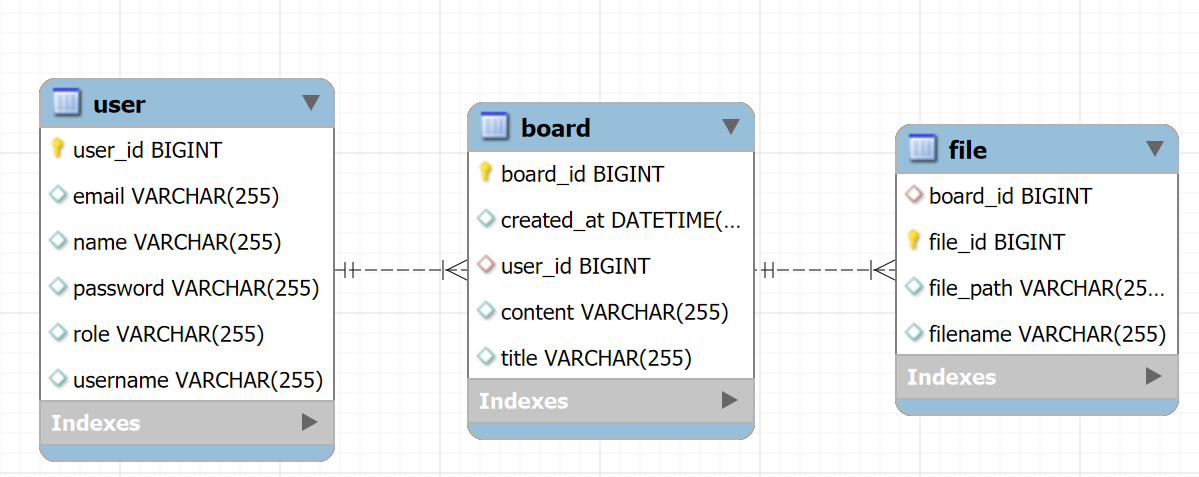 user
user_id BIGINT
email VARCHAR(255)
name VARCHAR(255)
password VARCHAR(255)
role VARCHAR(255)
username VARCHAR(255)
Indexes
board
board_id BIGINT
created_at DATETIME(...
user_id BIGINT
content VARCHAR(255)
title VARCHAR(255)
Indexes
file
board_id BIGINT
file_id BIGINT
file_path VARCHAR(25...
filename VARCHAR(255)
Indexes